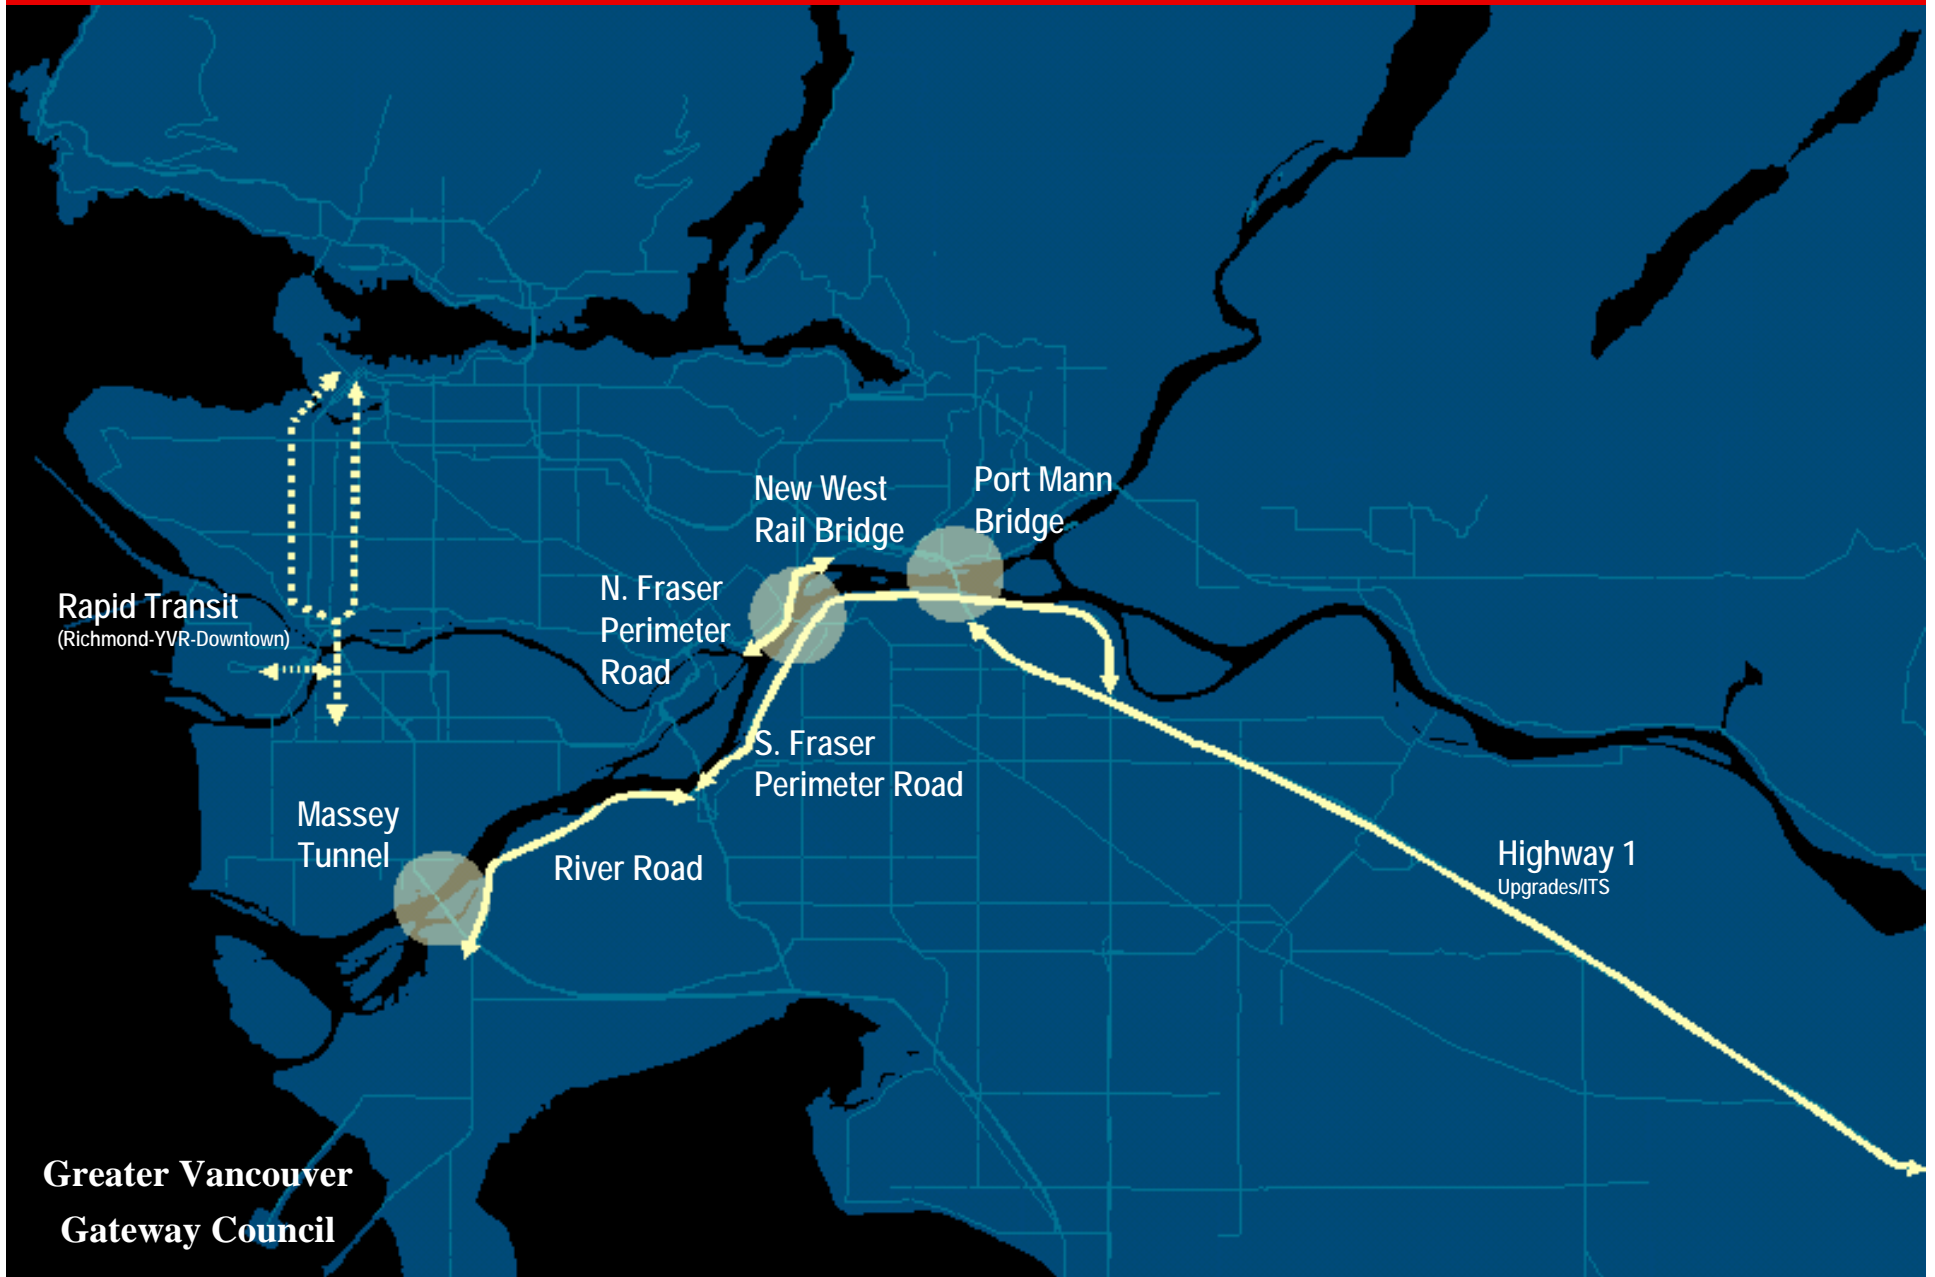 New West
Rail Bridge
Port Mann
Bridge
N. Fraser
Perimeter
Road
Rapid Transit
(Richmond-YVR-Downtown)
S. Fraser
Perimeter Road
Massey
Tunnel
River Road
Highway 1
Upgrades/ITS
Greater Vancouver
Gateway Council